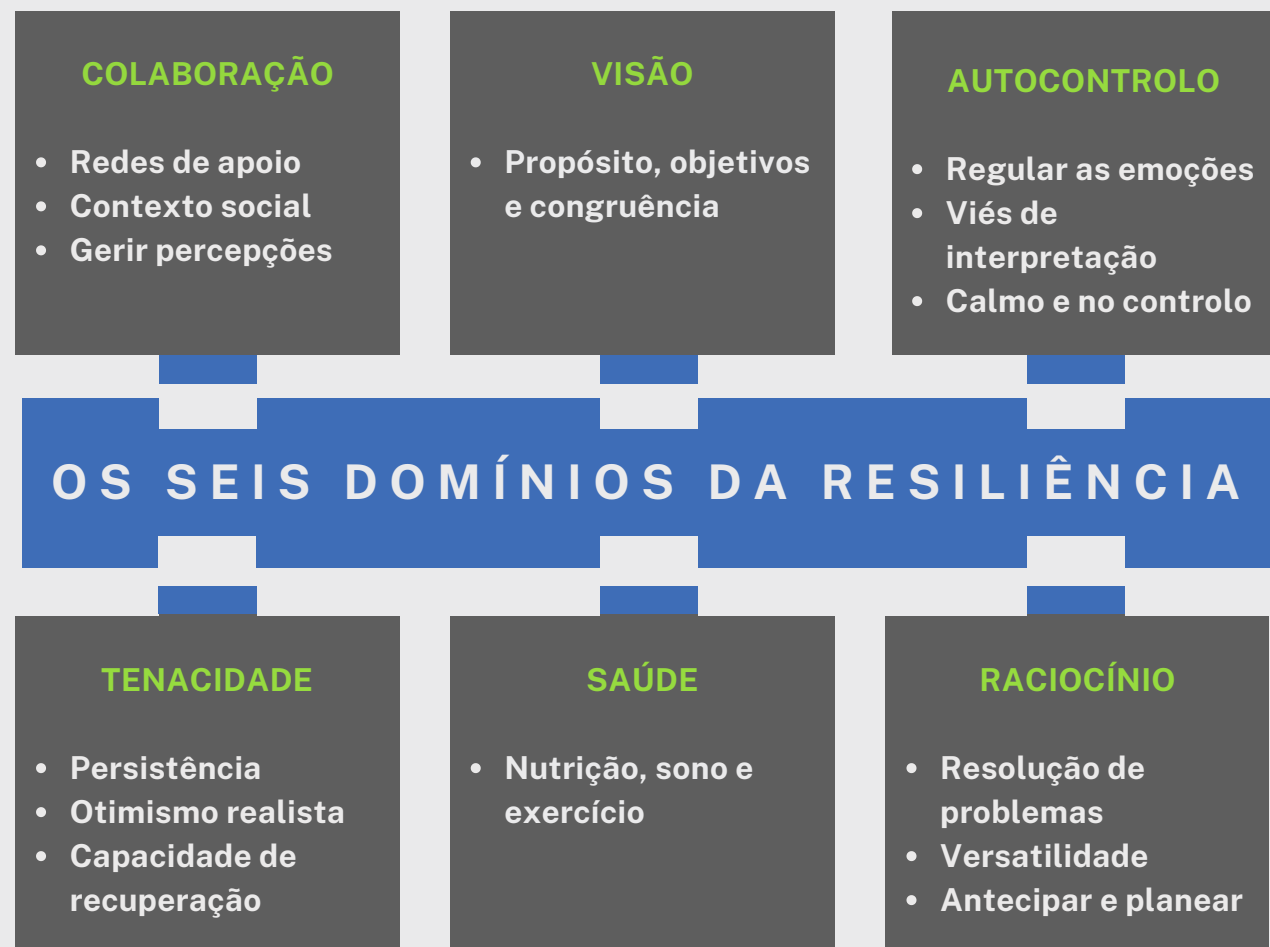 COLABORAÇÃO
• Redes de apoio
• Contexto social
• Gerir percepções
VISÃO
• Propósito, objetivos
e congruência
AUTOCONTROLO
• Regular as emoções
• Viés de
interpretação
• Calmo e no controlo
OS SEIS DOMÍNIOS DA RESILIÊNCIA
TENACIDADE
• Persistência
• Otimismo realista
• Capacidade de
recuperação
SAÚDE
• Nutrição, sono e
exercício
RACIOCÍNIO
• Resolução de
problemas
• Versatilidade
• Antecipar e planear